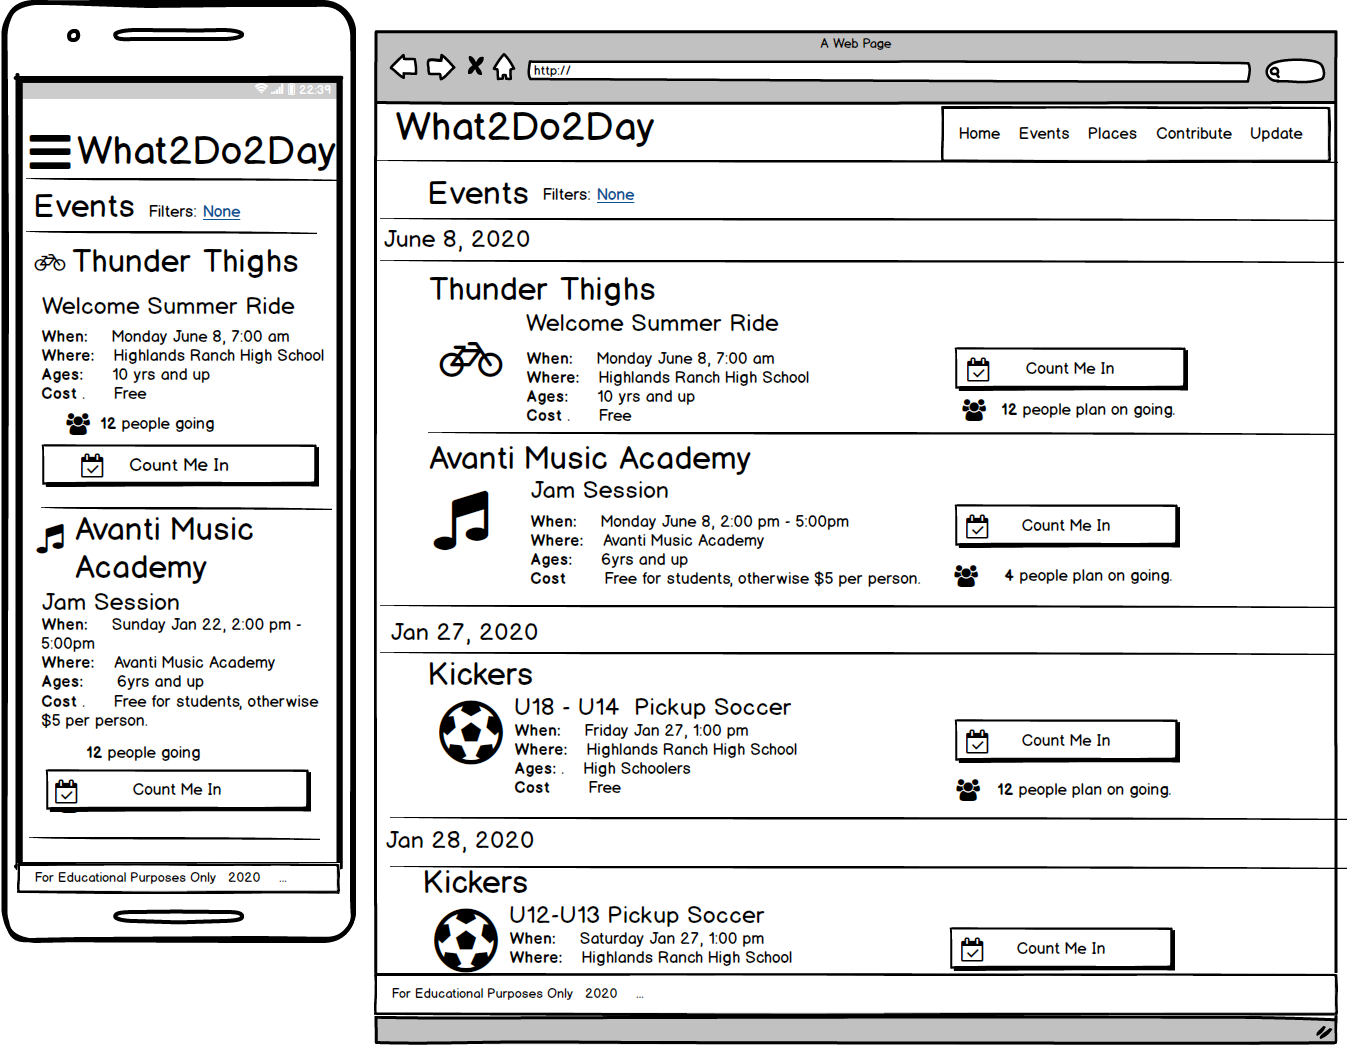 22:39
What2Do2Day
Events Filters: None
Thunder Thighs
Welcome Summer Ride
When: Monday June 8, 7:00 am
Where: Highlands Ranch High School
Ages: 10 yrs and up
Cost . Free
12 people going
Count Me In
Avanti Music
Academy
Jam Session
When: Sunday Jan 22, 2:00 pm -
5:00pm
Where: Avanti Music Academy
Ages: 6yrs and up
Cost . Free for students, otherwise
$5 per person.
12 people going
Count Me In
For Educational Purposes Only 2020 ...
A Web Page
http://
What2Do2Day
Home Events Places Contribute Update
Events Filters: None
June 8, 2020
Thunder Thighs
Welcome Summer Ride
When: Monday June 8, 7:00 am
Where: Highlands Ranch High School
Ages: 10 yrs and up
Cost . Free
Count Me In
12 people plan on going.
Avanti Music Academy
Jam Session
When: Monday June 8, 2:00 pm - 5:00pm
Where: Avanti Music Academy
Ages: 6yrs and up
Cost Free for students, otherwise $5 per person.
Count Me In
4 people plan on going.
Jan 27, 2020
Kickers
U18 - U14 Pickup Soccer
When: Friday Jan 27, 1:00 pm
Where: Highlands Ranch High School
Ages: . High Schoolers
Cost Free
Count Me In
12 people plan on going.
Jan 28, 2020
Kickers
U12-U13 Pickup Soccer
When: Saturday Jan 27, 1:00 pm
Where: Highlands Ranch High School
Count Me In
For Educational Purposes Only 2020 ...